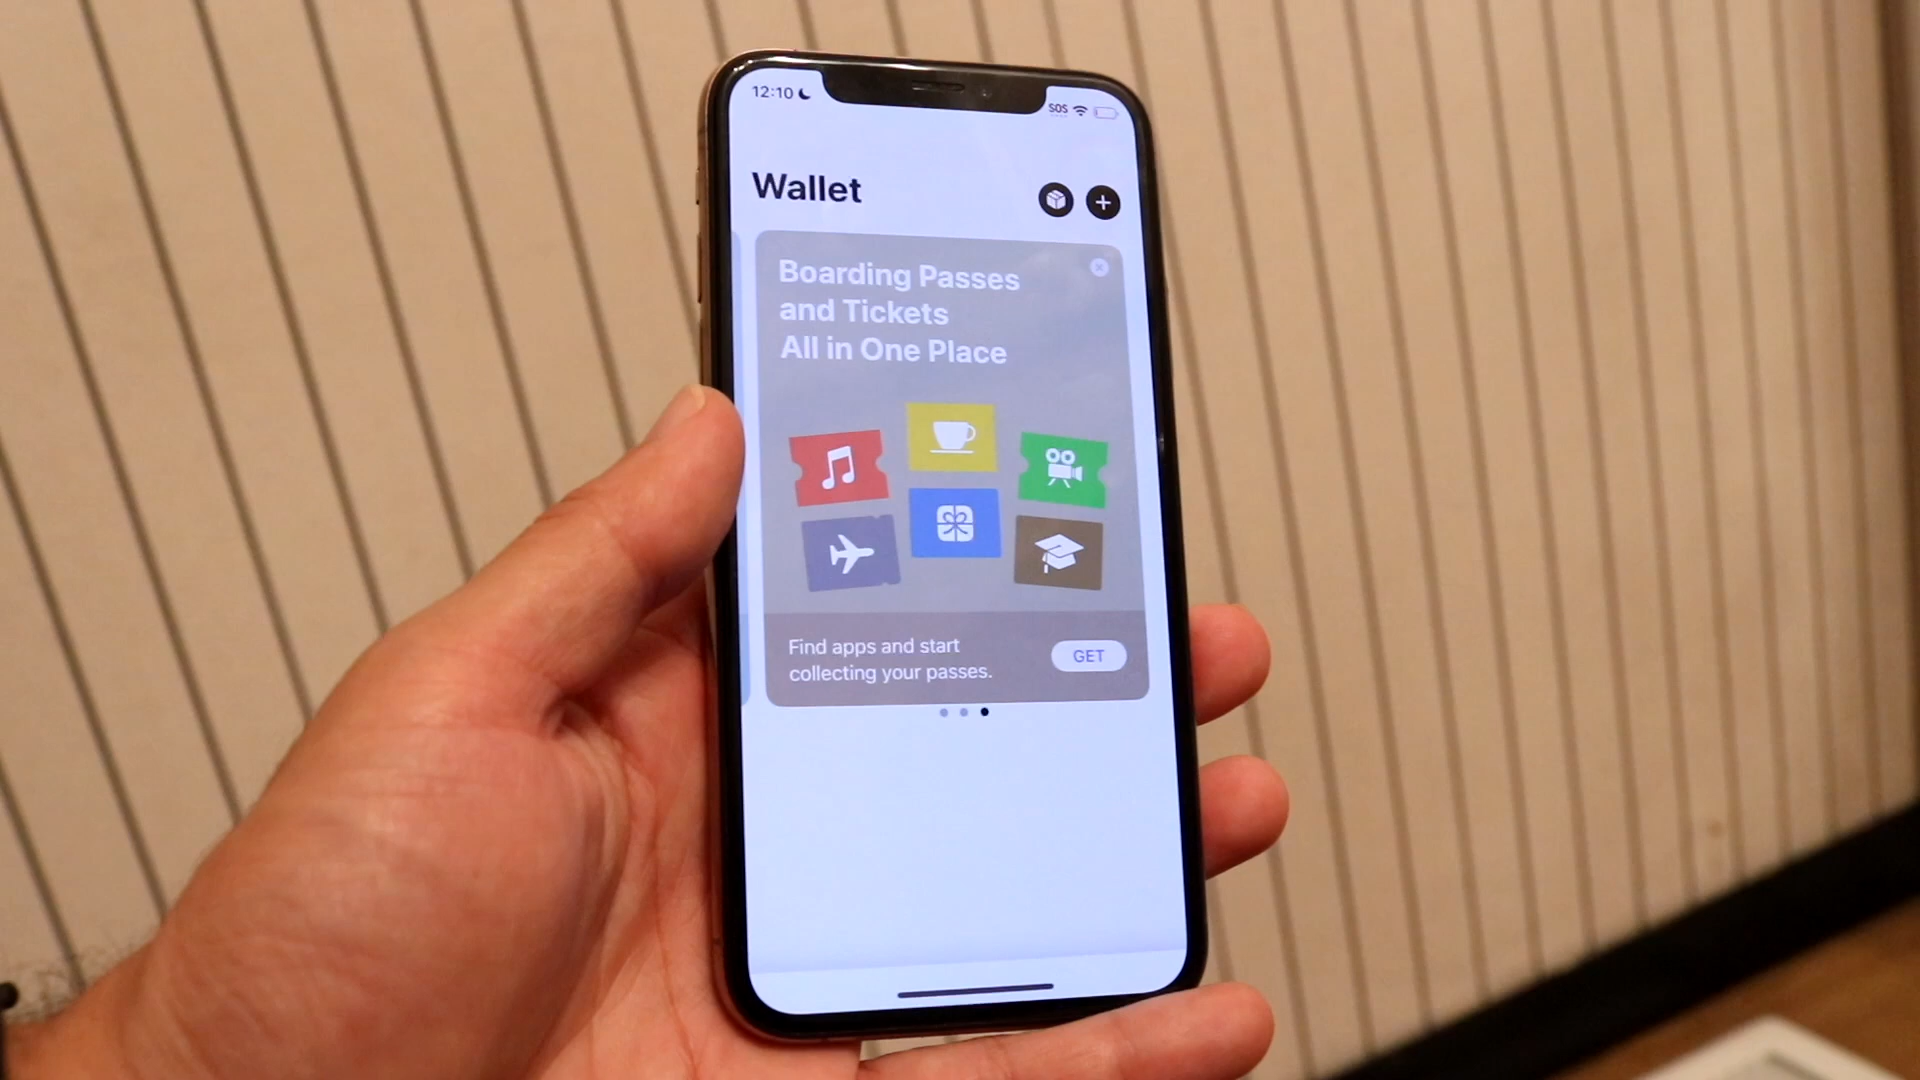 12:10
SOS
Wallet
Boarding Passes
and Tickets
All in One Place
Find apps and start
collecting your passes.
GET